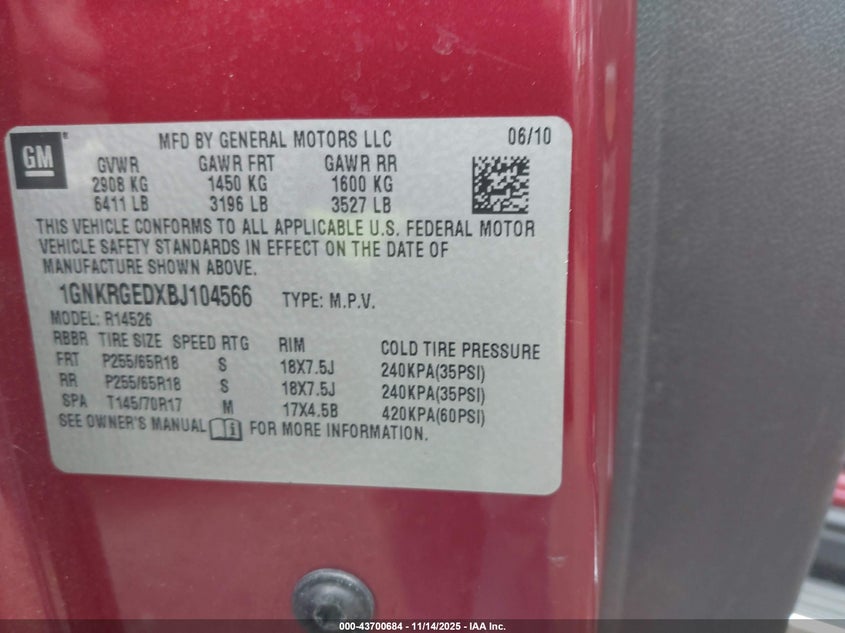 GM ®
MFD BY GENERAL MOTORS LLC 06/10
GVWR GAWR FRT GAWR RR
2908 KG 1450 KG 1600 KG
6411 LB 3196 LB 3527 LB
THIS VEHICLE CONFORMS TO ALL APPLICABLE U.S. FEDERAL MOTOR
VEHICLE SAFETY STANDARDS IN EFFECT ON THE DATE OF
MANUFACTURE SHOWN ABOVE.
1GNKRGEDXBJ104566 TYPE: M.P.V.
MODEL: R14526
RBBR TIRE SIZE SPEED RTG RIM COLD TIRE PRESSURE
FRT P255/65R18 S 18X7.5J 240KPA(35PSI)
RR P255/65R18 S 18X7.5J 240KPA(35PSI)
SPA T145/70R17 M 17X4.5B 420KPA(60PSI)
SEE OWNER'S MANUAL i FOR MORE INFORMATION.
000-43700684 - 11/14/2025 - IAA Inc.